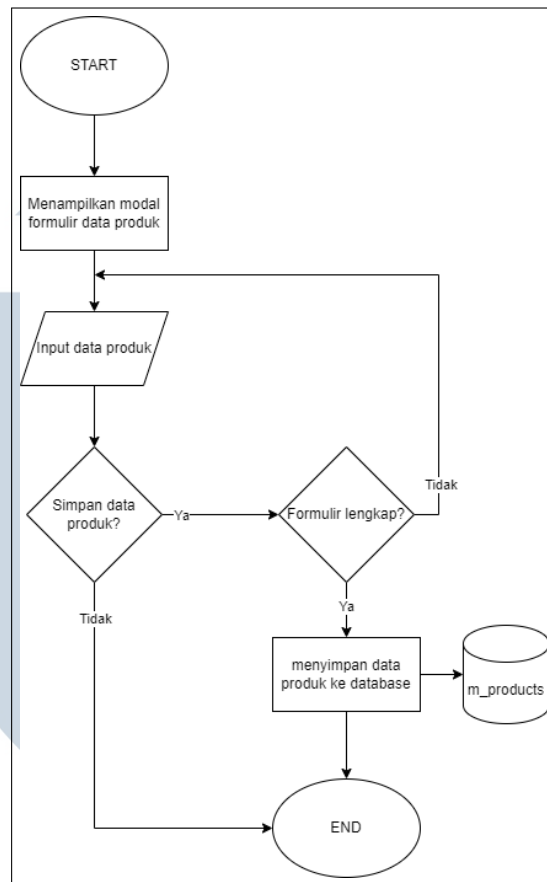 START
Menampilkan modal
formulir data produk
Input data produk
Simpan data
produk?
Ya
Formulir lengkap?
Tidak
Tidak
Ya
menyimpan data
produk ke database
m_products
END